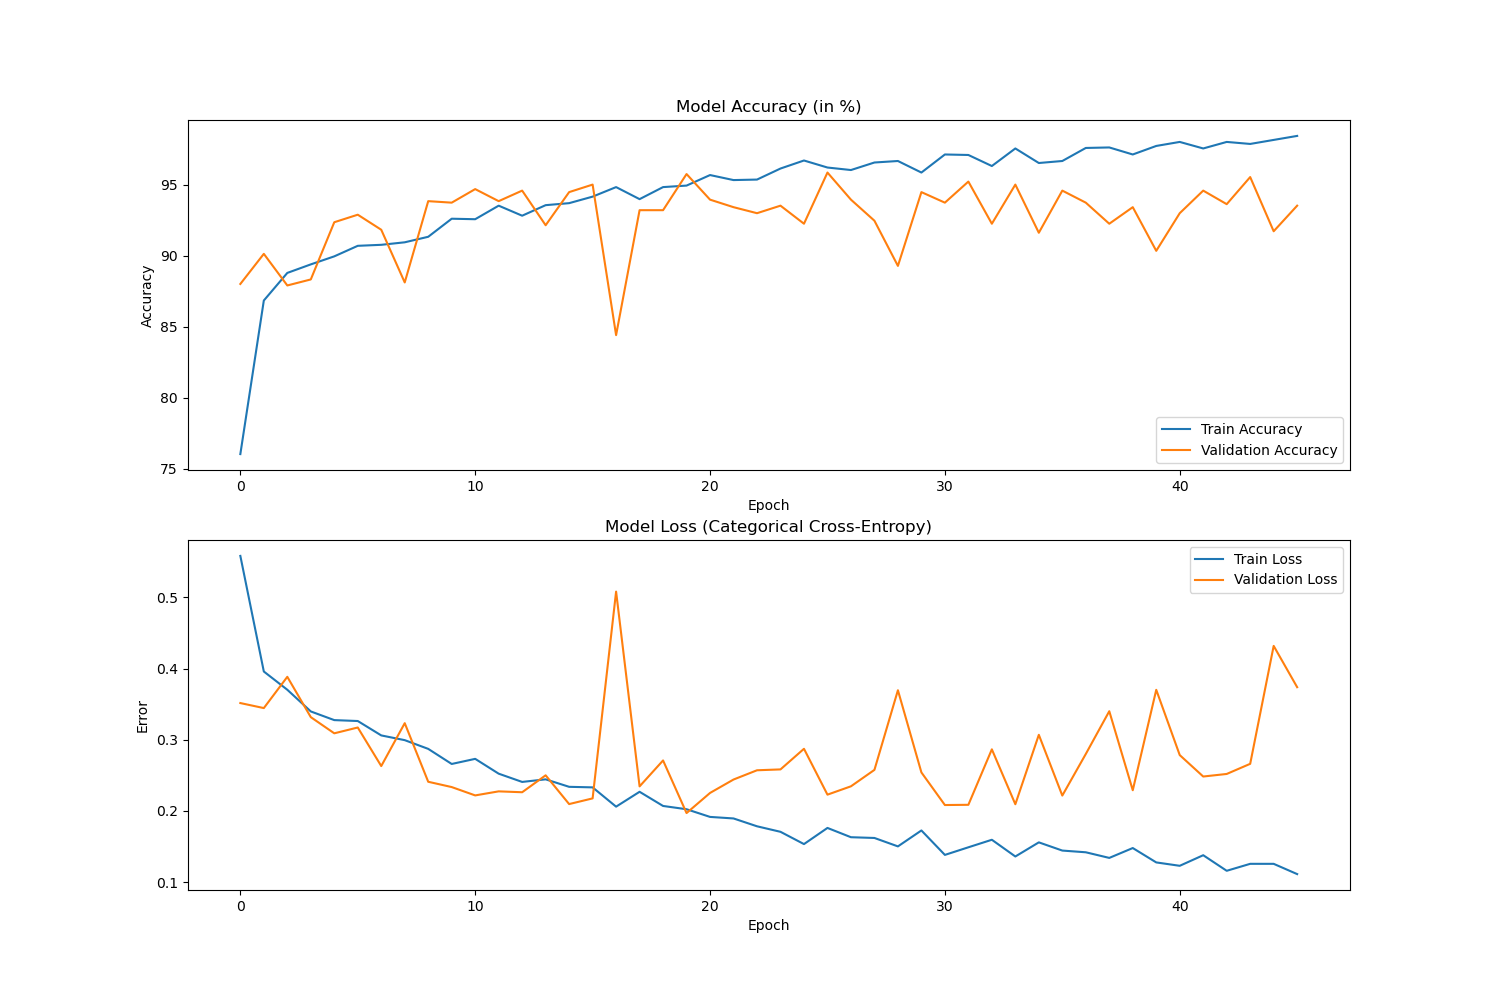 Model Accuracy (in %)
Accuracy
95
90
85
80
75
Train Accuracy
Validation Accuracy
0 10 20 30 40
Epoch
Model Loss (Categorical Cross-Entropy)
Error
Train Loss
Validation Loss
0.5
0.4
0.3
0.2
0.1
0 10 20 30 40
Epoch